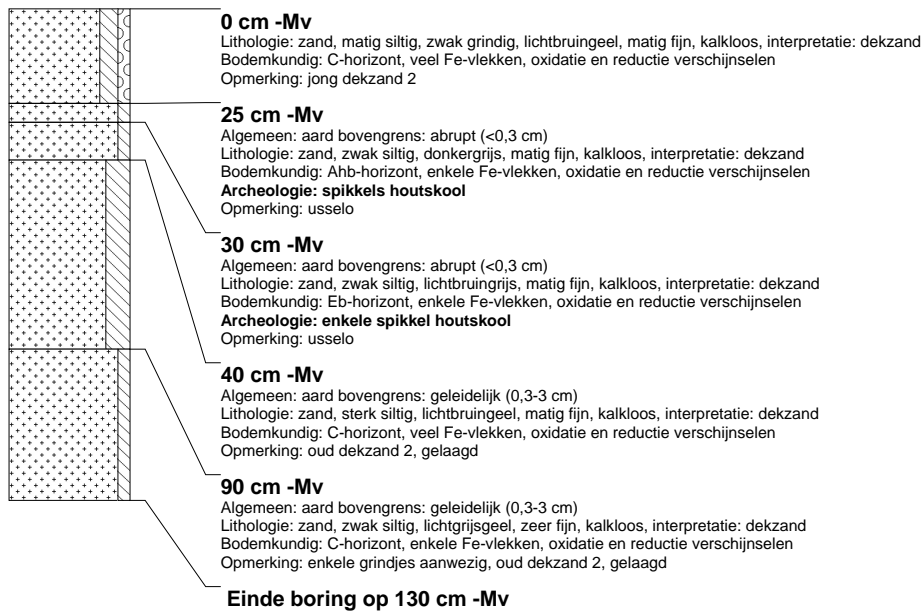 0 cm -Mv
Lithologie: zand, matig siltig, zwak grindig, lichtbruingeel, matig fijn, kalkloos, interpretatie: dekzand
Bodemkundig: C-horizont, veel Fe-vlekken, oxidatie en reductie verschijnselen
Opmerking: jong dekzand 2
25 cm -Mv
Algemeen: aard bovengrens: abrupt (<0,3 cm)
Lithologie: zand, zwak siltig, donkergrijs, matig fijn, kalkloos, interpretatie: dekzand
Bodemkundig: Ahb-horizont, enkele Fe-vlekken, oxidatie en reductie verschijnselen
Archeologie: spikkels houtskool
Opmerking: usselo
30 cm -Mv
Algemeen: aard bovengrens: abrupt (<0,3 cm)
Lithologie: zand, zwak siltig, lichtbruingrijs, matig fijn, kalkloos, interpretatie: dekzand
Bodemkundig: Eb-horizont, enkele Fe-vlekken, oxidatie en reductie verschijnselen
Archeologie: enkele spikkel houtskool
Opmerking: usselo
40 cm -Mv
Algemeen: aard bovengrens: geleidelijk (0,3-3 cm)
Lithologie: zand, sterk siltig, lichtbruingeel, matig fijn, kalkloos, interpretatie: dekzand
Bodemkundig: C-horizont, veel Fe-vlekken, oxidatie en reductie verschijnselen
Opmerking: oud dekzand 2, gelaagd
90 cm -Mv
Algemeen: aard bovengrens: geleidelijk (0,3-3 cm)
Lithologie: zand, zwak siltig, lichtgrijsgeel, zeer fijn, kalkloos, interpretatie: dekzand
Bodemkundig: C-horizont, enkele Fe-vlekken, oxidatie en reductie verschijnselen
Opmerking: enkele grindjes aanwezig, oud dekzand 2, gelaagd
Einde boring op 130 cm -Mv